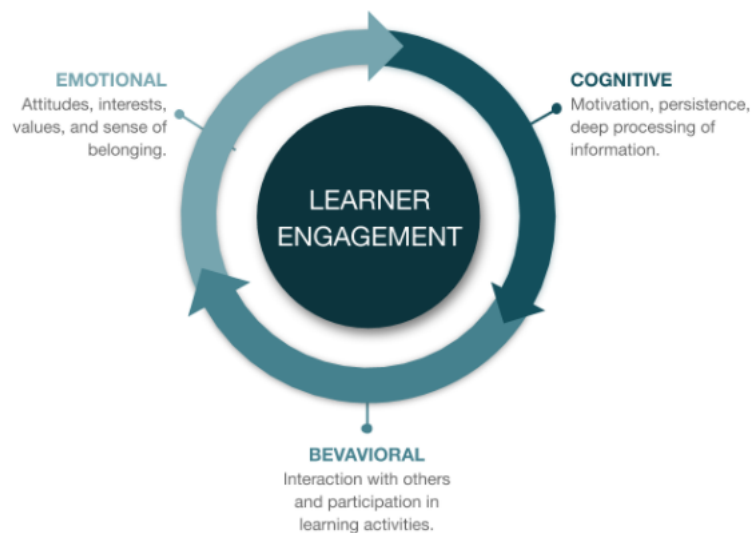 EMOTIONAL
Attitudes, interests,
values, and sense of
belonging.
COGNITIVE
Motivation, persistence,
deep processing of
information.
LEARNER
ENGAGEMENT
BEVAVIORAL
Interaction with others
and participation in
learning activities.